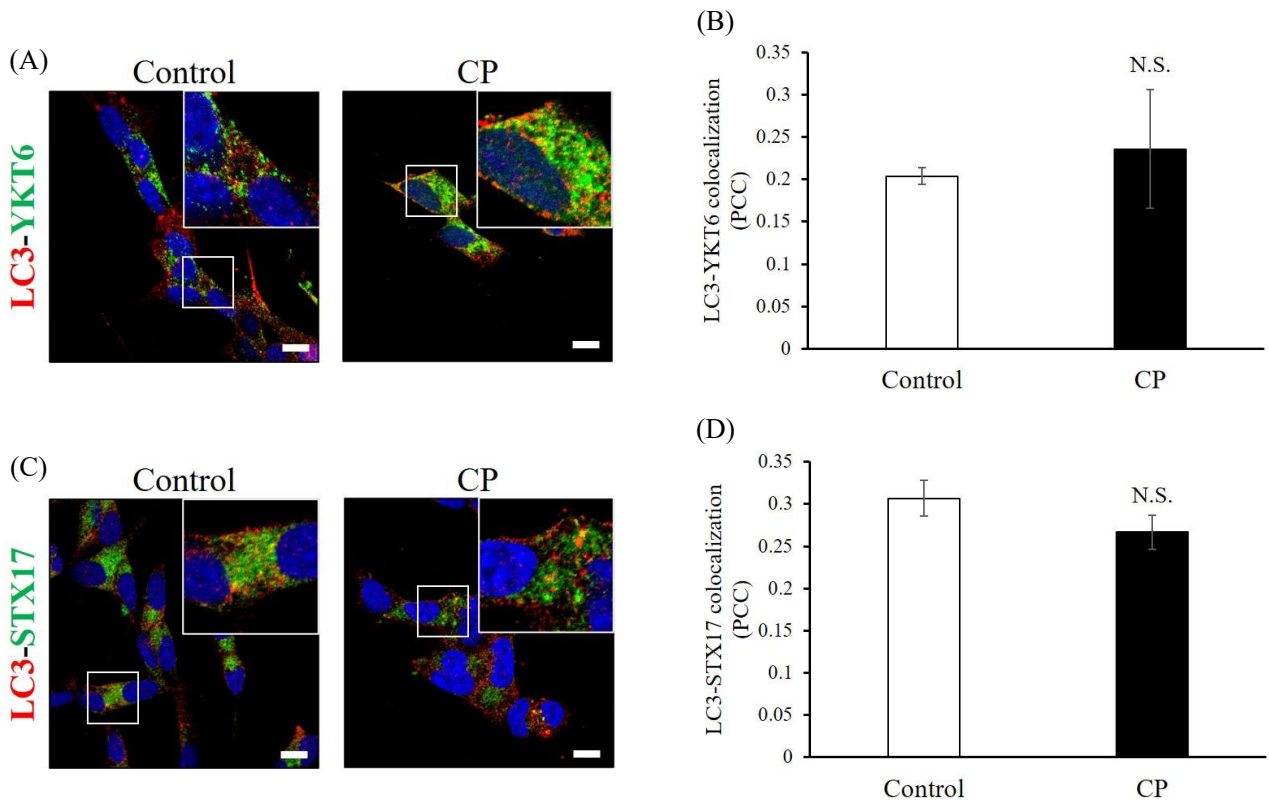 (A)
Control
CP
LC3-YKT6
(B)
LC3-YKT6 colocalization
(PCC)
0.35
0.3
0.25
0.2
0.15
0.1
0.05
0
N.S.
Control
CP
(C)
Control
CP
LC3-STX17
(D)
LC3-STX17 colocalization
(PCC)
0.35
0.3
0.25
0.2
0.15
0.1
0.05
0
N.S.
Control
CP